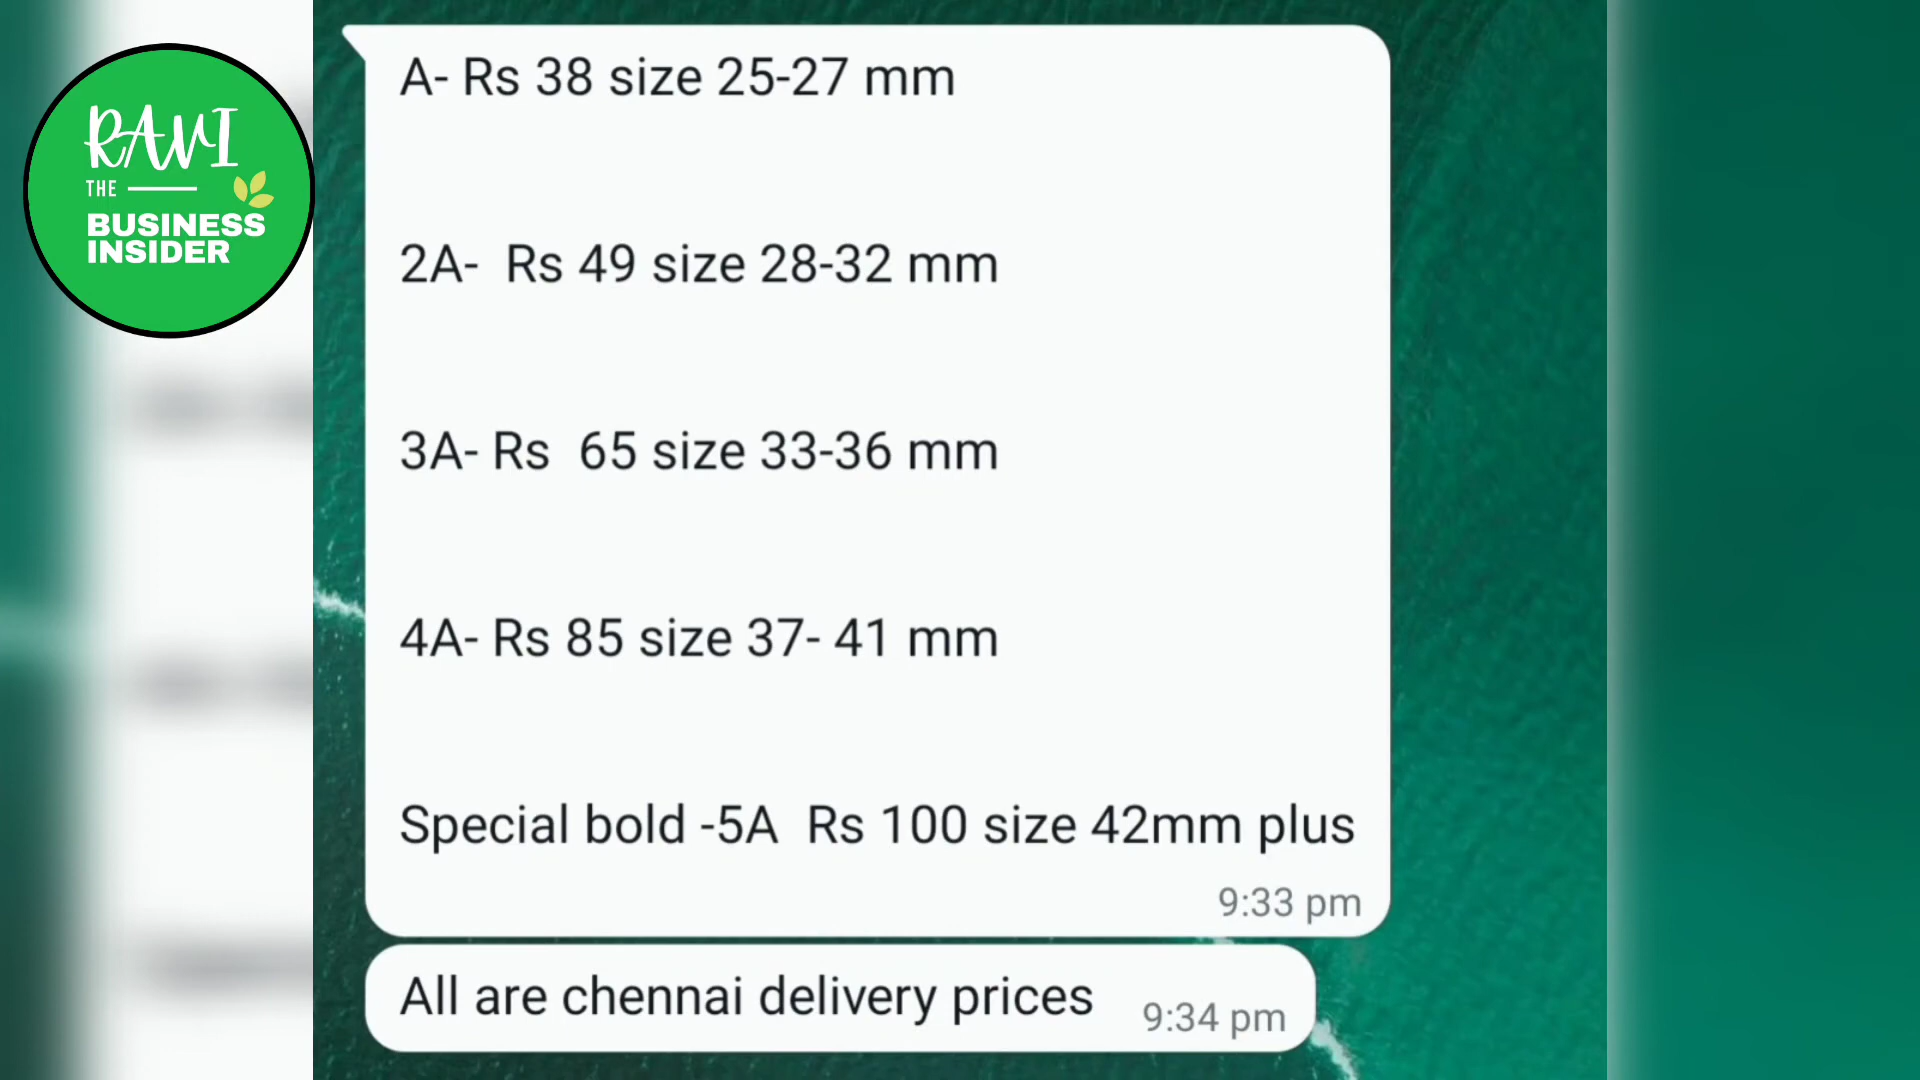 RAVI
THE
BUSINESS
INSIDER
A- Rs 38 size 25-27 mm
2A-  Rs 49 size 28-32 mm
3A- Rs  65 size 33-36 mm
4A- Rs 85 size 37- 41 mm
Special bold -5A  Rs 100 size 42mm plus
9:33 pm
All are chennai delivery prices
9:34 pm